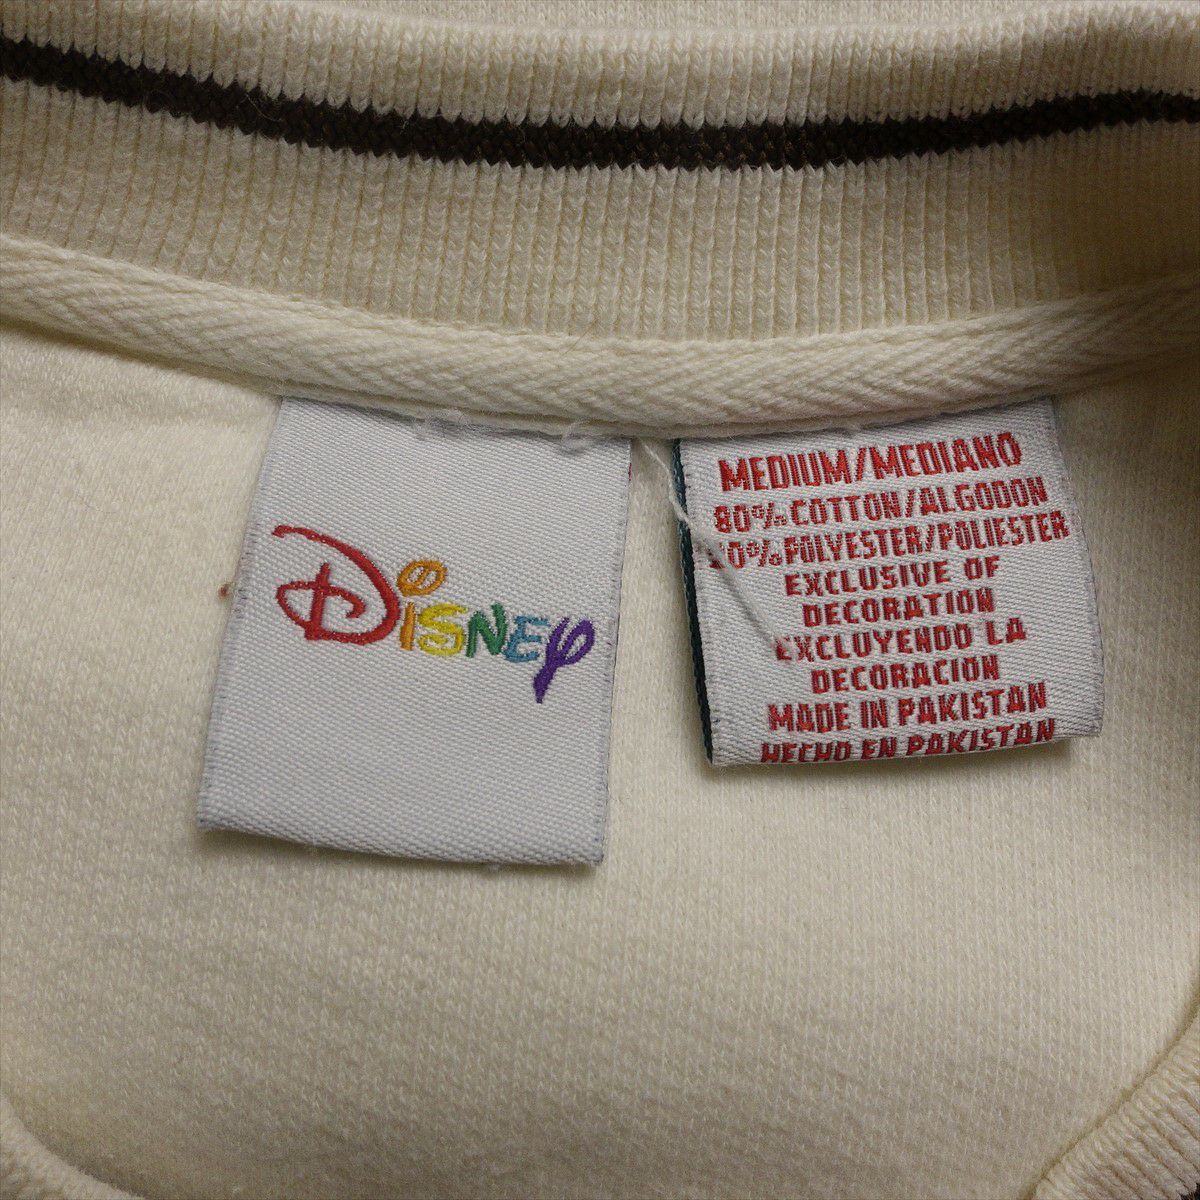 Disney
MEDIUM/MEDIANO
80% COTTON/ALGODON
20% POLYESTER/POLIESTER
EXCLUSIVE OF
DECORATION
EXCLUYENDO LA
DECORACION
MADE IN PAKISTAN
HECHO EN PAKISTAN